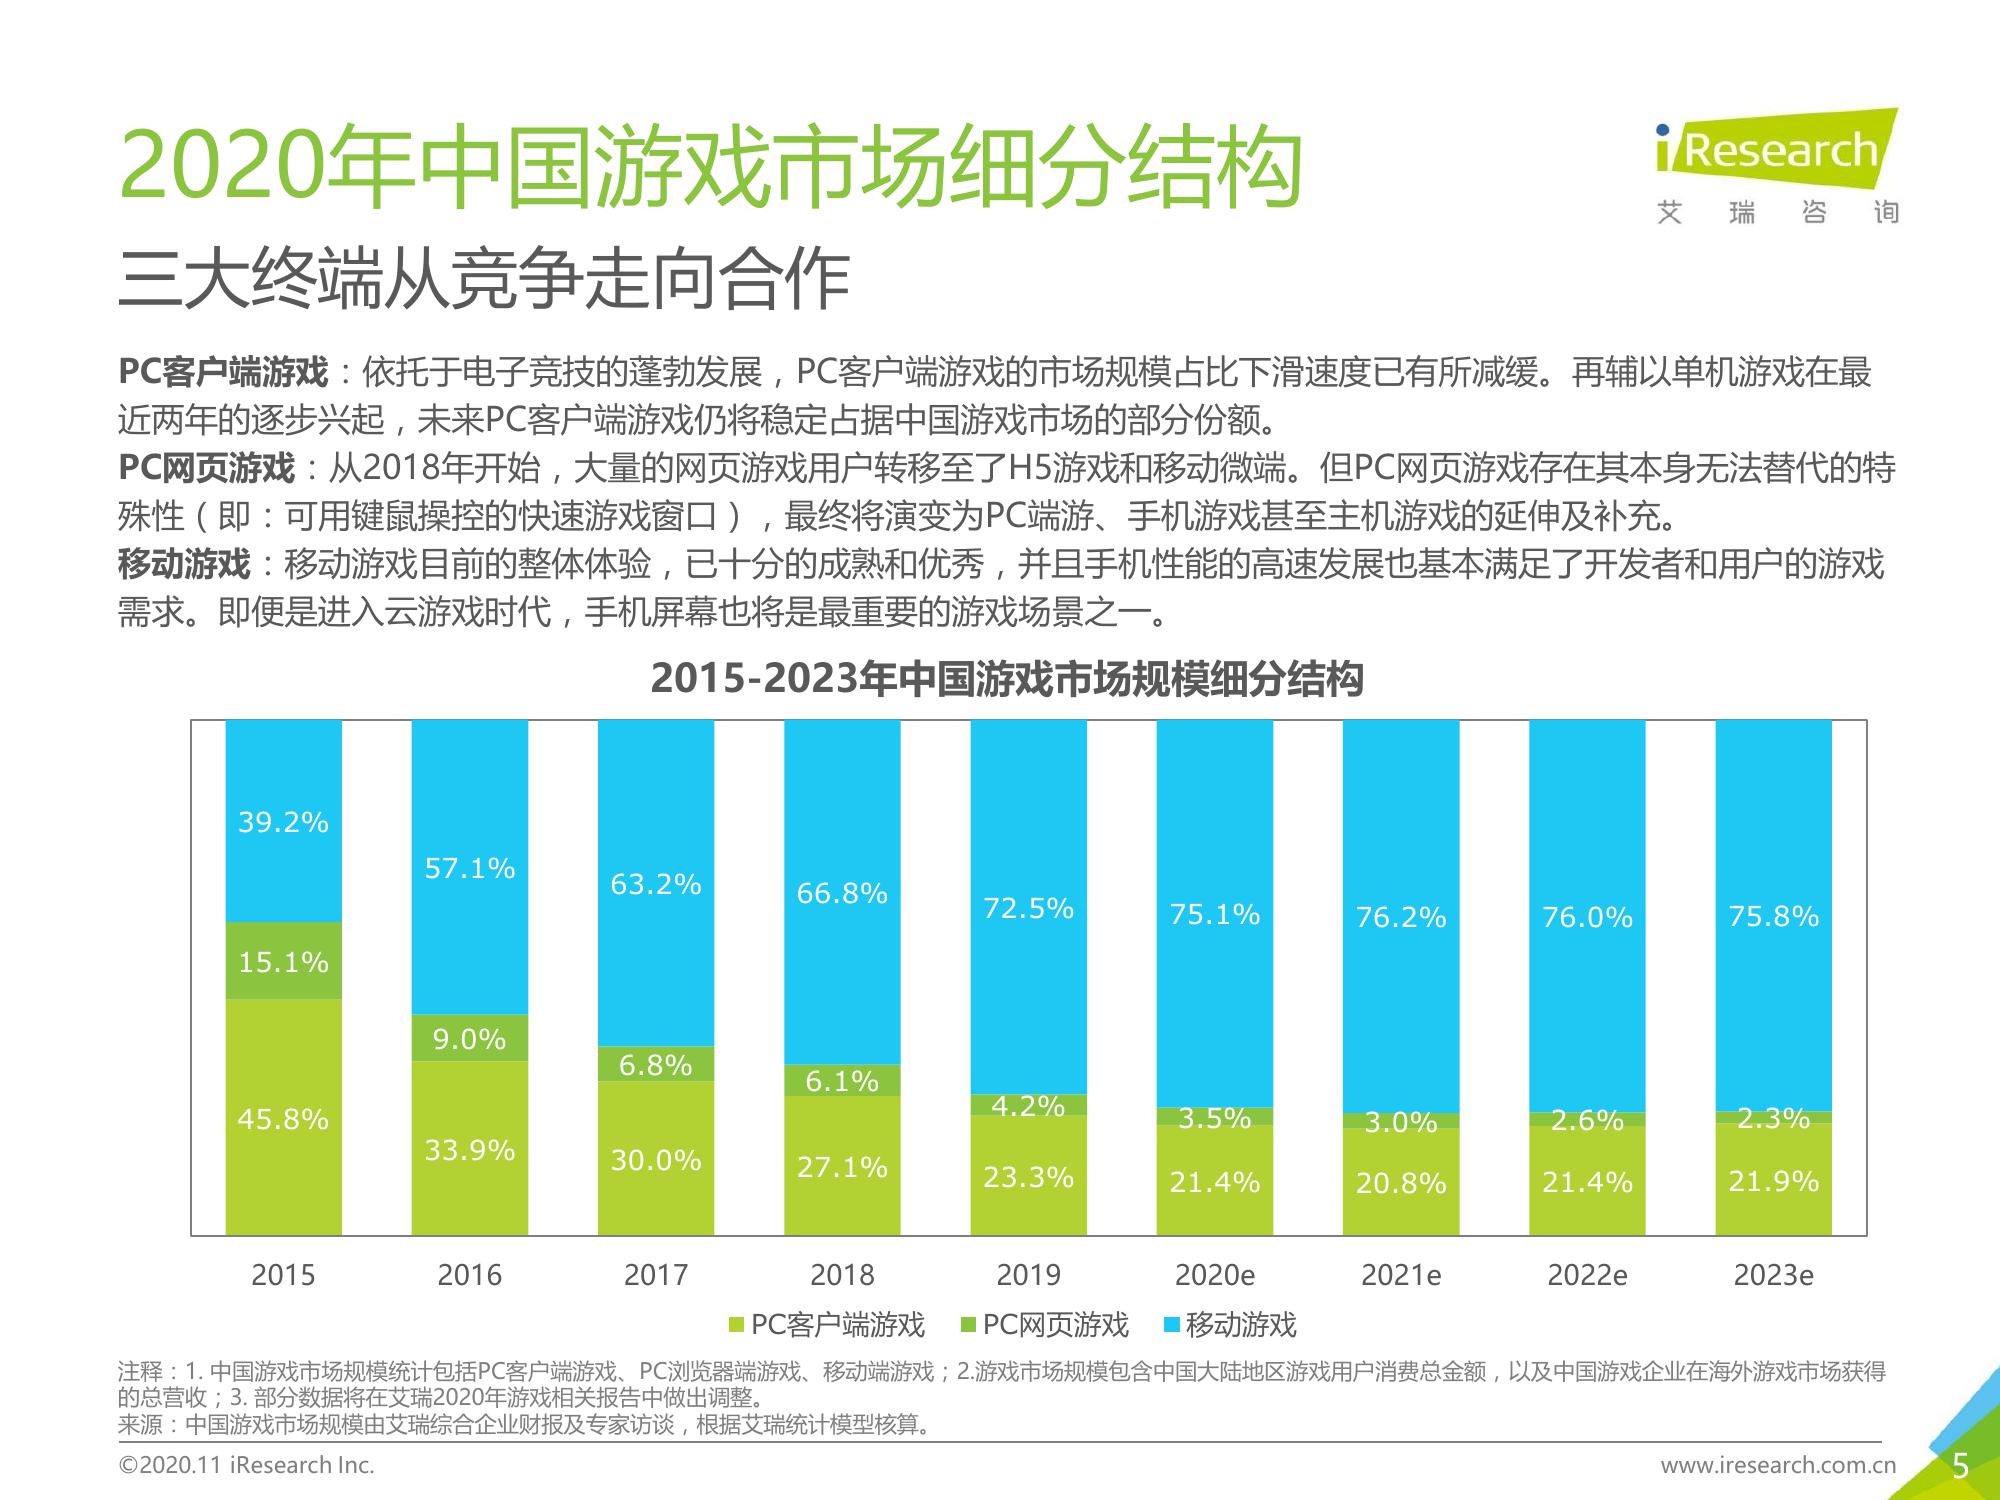 2020年中国游戏市场细分结构
iResearch
艾瑞咨询
三大终端从竞争走向合作
PC客户端游戏：依托于电子竞技的蓬勃发展，PC客户端游戏的市场规模占比下滑速度已有所减缓。再辅以单机游戏在最
近两年的逐步兴起，未来PC客户端游戏仍将稳定占据中国游戏市场的部分份额。
PC网页游戏：从2018年开始，大量的网页游戏用户转移至了H5游戏和移动微端。但PC网页游戏存在其本身无法替代的特
殊性（即：可用键鼠操控的快速游戏窗口），最终将演变为PC端游、手机游戏甚至主机游戏的延伸及补充。
移动游戏：移动游戏目前的整体体验，已十分的成熟和优秀，并且手机性能的高速发展也基本满足了开发者和用户的游戏
需求。即便是进入云游戏时代，手机屏幕也将是最重要的游戏场景之一。
2015-2023年中国游戏市场规模细分结构
39.2% 57.1% 63.2% 66.8% 72.5% 75.1% 76.2% 76.0% 75.8%
15.1% 9.0% 6.8% 6.1% 4.2% 3.5% 3.0% 2.6% 2.3%
45.8% 33.9% 30.0% 27.1% 23.3% 21.4% 20.8% 21.4% 21.9%
2015 2016 2017 2018 2019 2020e 2021e 2022e 2023e
PC客户端游戏 PC网页游戏 移动游戏
注释：1. 中国游戏市场规模统计包括PC客户端游戏、PC浏览器端游戏、移动端游戏；2.游戏市场规模包含中国大陆地区游戏用户消费总金额，以及中国游戏企业在海外游戏市场获得
的总营收；3. 部分数据将在艾瑞2020年游戏相关报告中做出调整。
来源：中国游戏市场规模由艾瑞综合企业财报及专家访谈，根据艾瑞统计模型核算。
©2020.11 iResearch Inc.
www.iresearch.com.cn
5